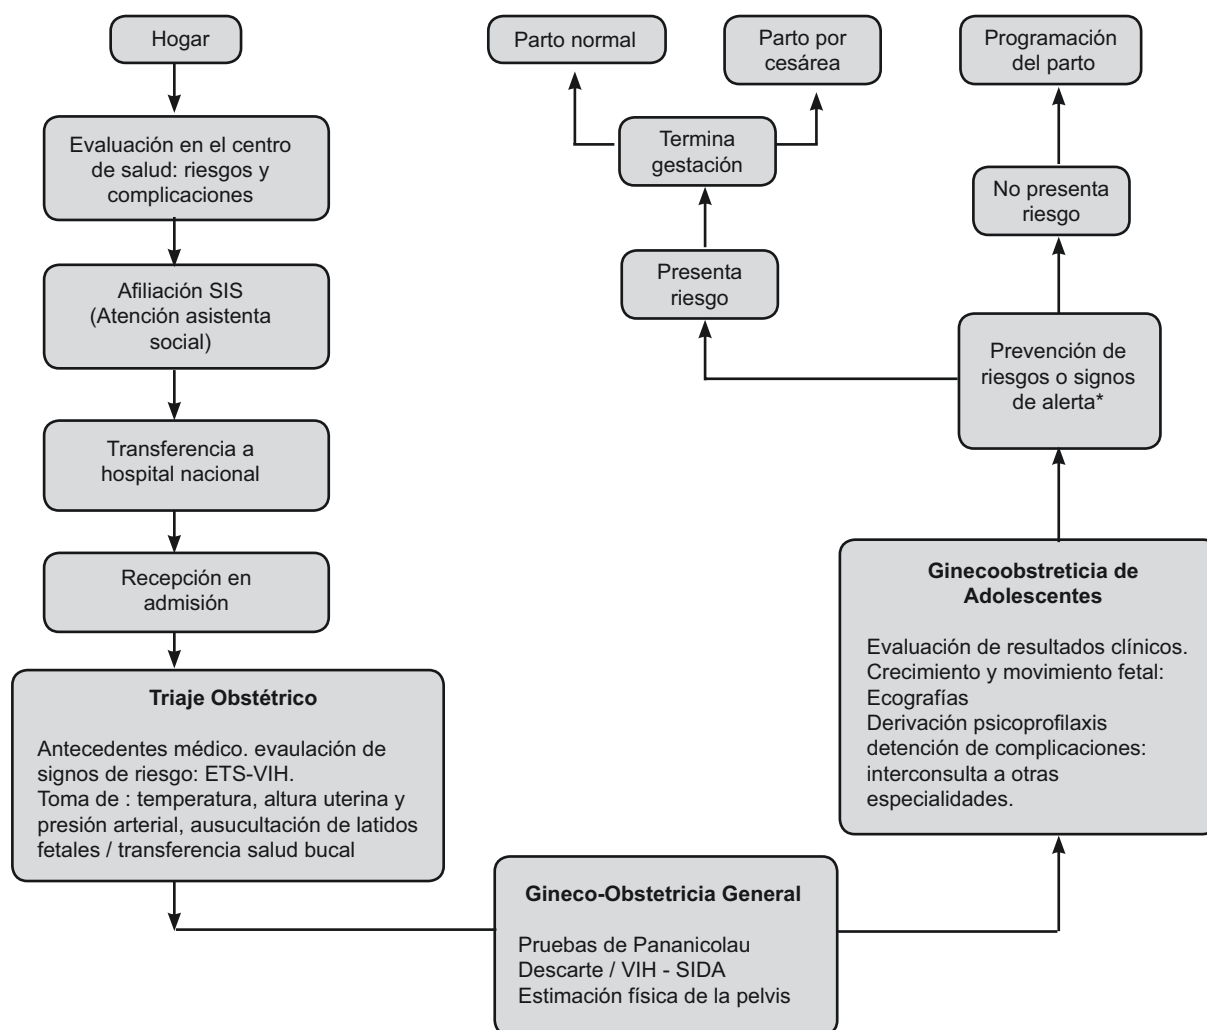 Hogar
Evaluación en el centro
de salud: riesgos y
complicaciones
Afiliación SIS
(Atención asistenta
social)
Transferencia a
hospital nacional
Recepción en
admisión
Triaje Obstétrico
Antecedentes médico. evaulación de
signos de riesgo: ETS-VIH.
Toma de : temperatura, altura uterina y
presión arterial, ausucultación de latidos
fetales / transferencia salud bucal
Gineco-Obstetricia General
Pruebas de Pananicolau
Descarte / VIH - SIDA
Estimación física de la pelvis
Ginecoobstreticia de
Adolescentes
Evaluación de resultados clínicos.
Crecimiento y movimiento fetal:
Ecografías
Derivación psicoprofilaxis
detención de complicaciones:
interconsulta a otras
especialidades.
Prevención de
riesgos o signos
de alerta*
Presenta
riesgo
Termina
gestación
Parto normal
Parto por
cesárea
No presenta
riesgo
Programación
del parto